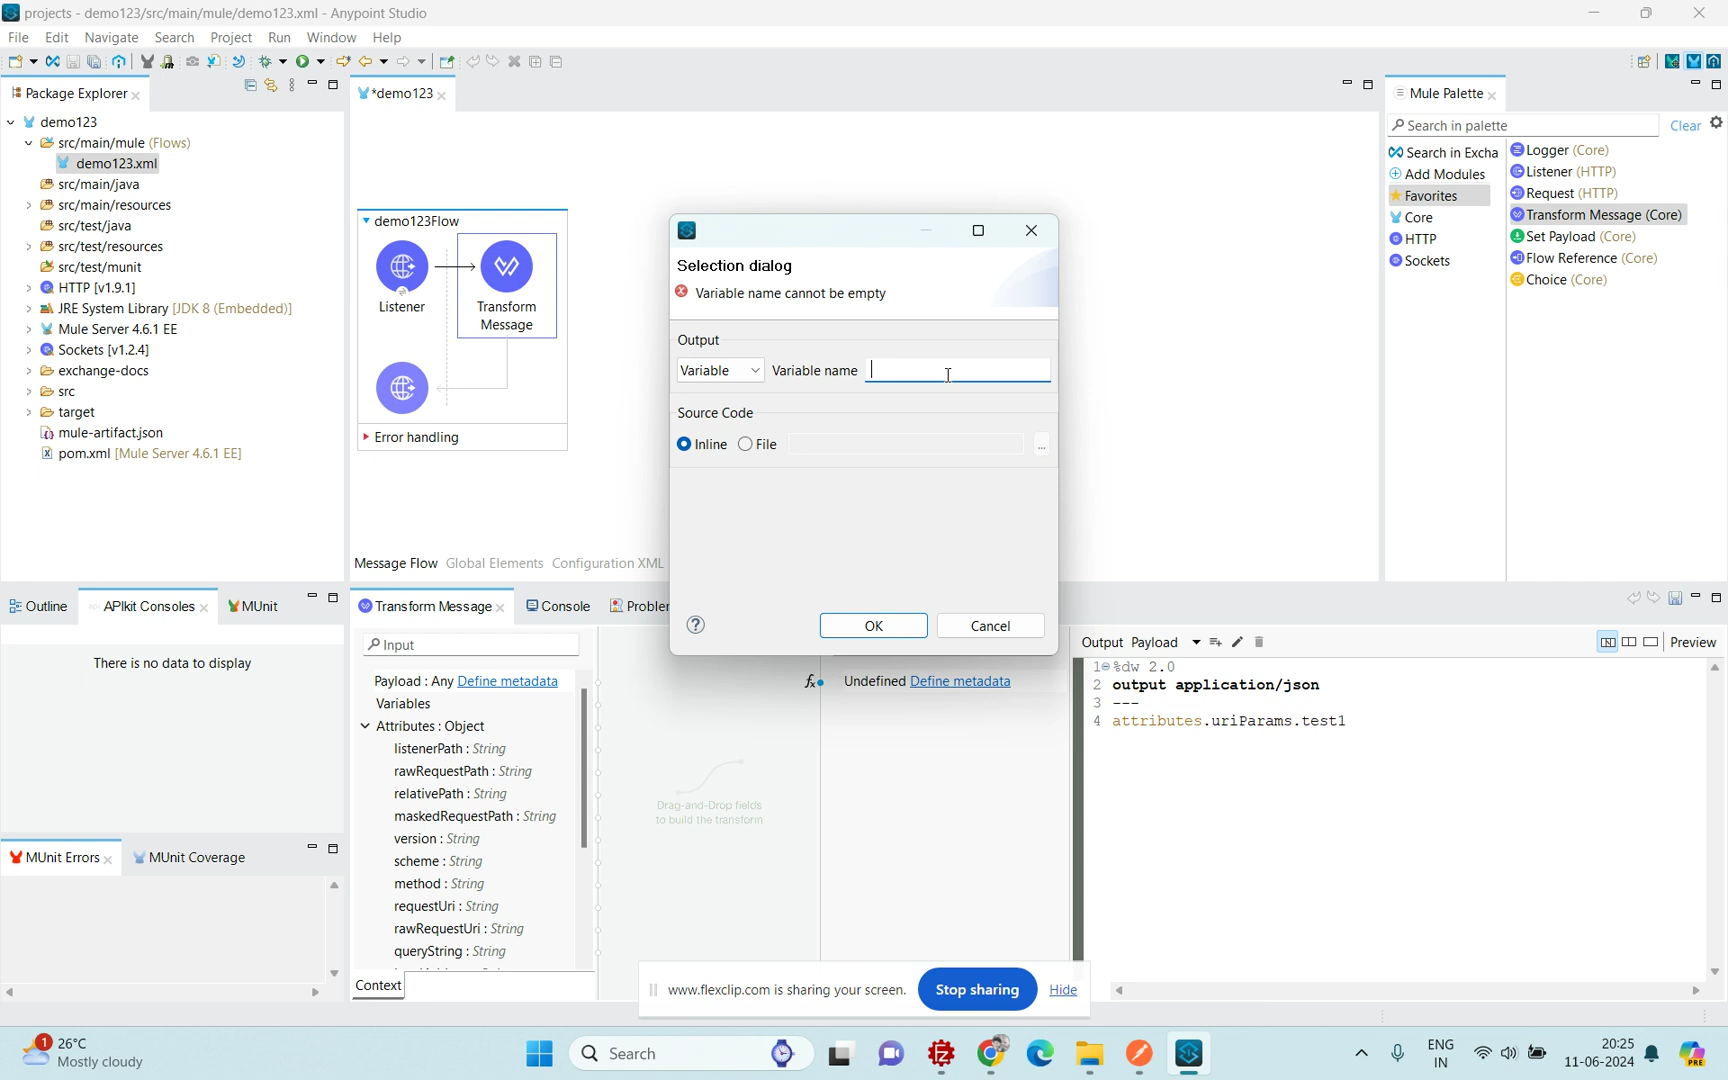 projects - demo123/src/main/mule/demo123.xml - Anypoint Studio
File Edit Navigate Search Project Run Window Help
Package Explorer
demo123
src/main/mule (Flows)
demo123.xml
src/main/java
src/main/resources
src/test/java
src/test/resources
src/test/munit
HTTP [v1.9.1]
JRE System Library [JDK 8 (Embedded)]
Mule Server 4.6.1 EE
Sockets [v1.2.4]
exchange-docs
src
target
mule-artifact.json
pom.xml [Mule Server 4.6.1 EE]
*demo123
demo123Flow
Listener
Transform
Message
Error handling
Message Flow Global Elements Configuration XML
Selection dialog
Variable name cannot be empty
Output
Variable Variable name
Source Code
Inline File ...
OK Cancel
Mule Palette
Search in palette Clear
Search in Excha
Add Modules
Favorites
Core
HTTP
Sockets
Logger (Core)
Listener (HTTP)
Request (HTTP)
Transform Message (Core)
Set Payload (Core)
Flow Reference (Core)
Choice (Core)
Outline APIkit Consoles MUnit
There is no data to display
MUnit Errors MUnit Coverage
Transform Message Console Probler
Input
Payload : Any Define metadata
Variables
Attributes : Object
listenerPath : String
rawRequestPath : String
relativePath : String
maskedRequestPath : String
version : String
scheme : String
method : String
requestUri : String
rawRequestUri : String
queryString : String
Context
Drag-and-Drop fields
to build the transform
fx Undefined Define metadata
Output Payload Preview
1 %dw 2.0
2 output application/json
3 ---
4 attributes.uriParams.test1
www.flexclip.com is sharing your screen. Stop sharing Hide
1 26°C
Mostly cloudy
Search
ENG
IN
20:25
11-06-2024
PRE